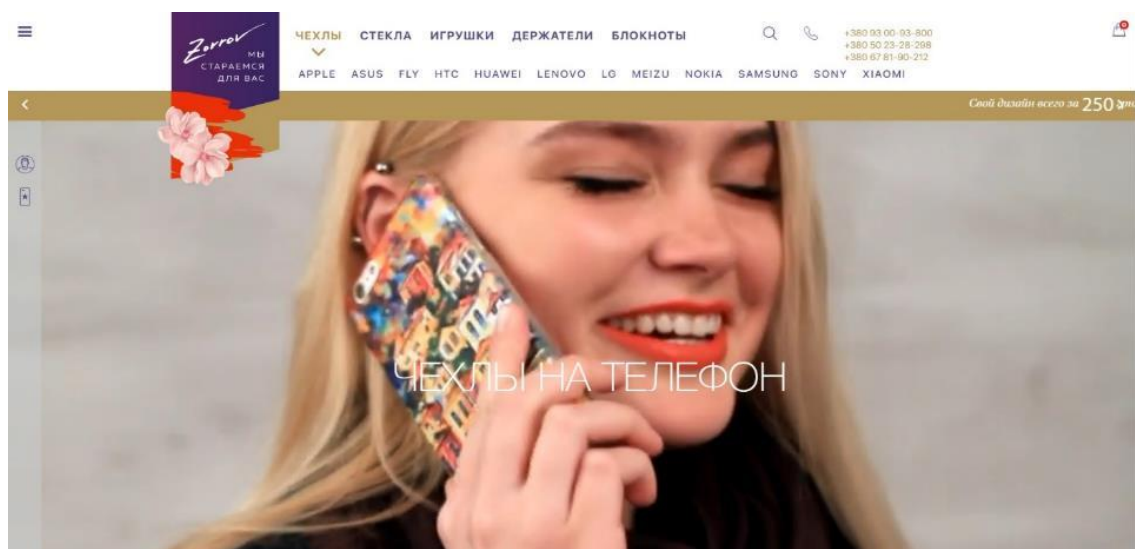 Zorrov
МЫ
СТАРАЕМСЯ
ДЛЯ ВАС
ЧЕХЛЫ СТЕКЛА ИГРУШКИ ДЕРЖАТЕЛИ БЛОКНОТЫ
+380 93 00-93-800
+380 50 23-28-298
+380 67 81-90-212
0
APPLE ASUS FLY HTC HUAWEI LENOVO LG MEIZU NOKIA SAMSUNG SONY XIAOMI
Свой дизайн всего за 250
ЧЕХЛЫ НА ТЕЛЕФОН